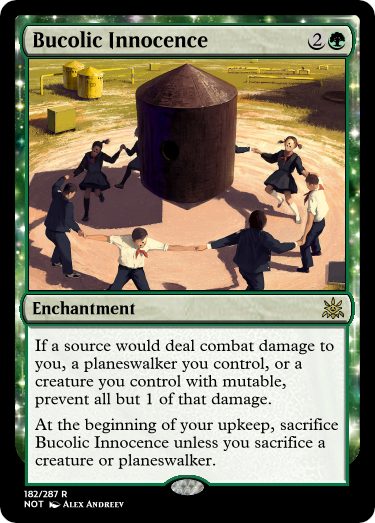 Bucolic Innocence 2
Enchantment
If a source would deal combat damage to
you, a planeswalker you control, or a
creature you control with mutable,
prevent all but 1 of that damage.
At the beginning of your upkeep, sacrifice
Bucolic Innocence unless you sacrifice a
creature or planeswalker.
182/287 R
NOT Alex Andreev